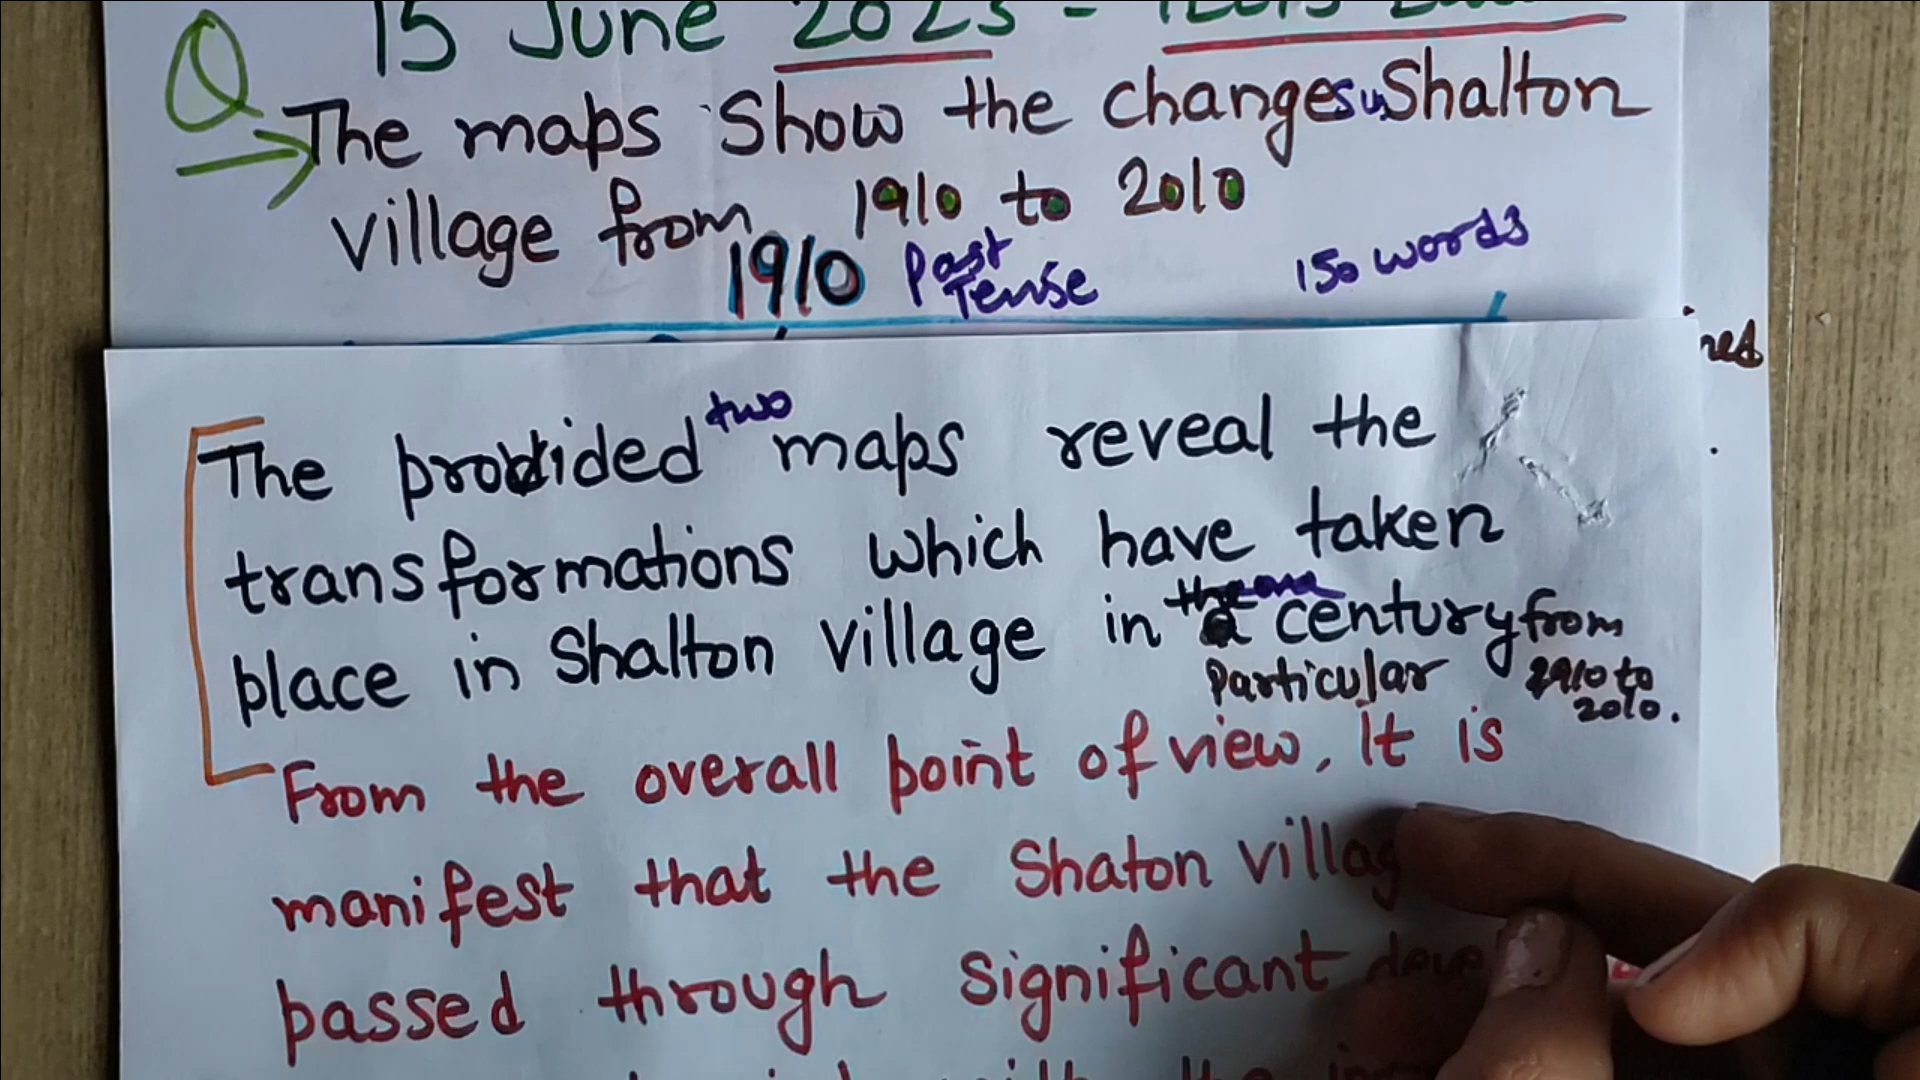 Q 15 June 2023 -
The maps show the changes in Shalton
village from 1910 to 2010
1910 Past Tense 150 words
The provided two maps reveal the
transformations which have taken
place in Shalton village in the one century from
particular 1910 to
2010.
From the overall point of view, It is
manifest that the Shaton villag
passed through significant deve